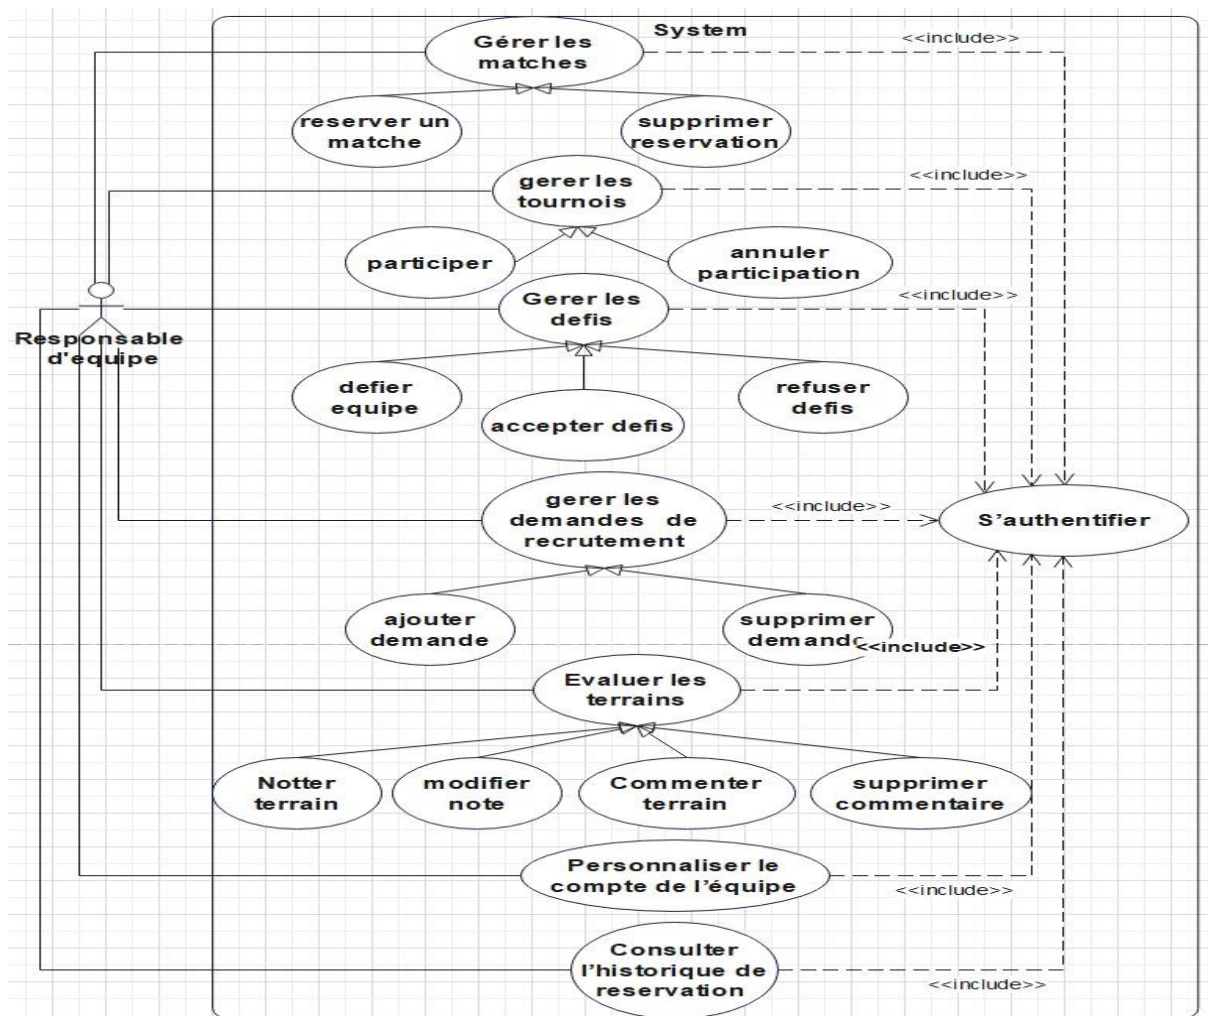 System
Gérer les
matches
<<include>>
reserver un
matche
supprimer
reservation
gerer les
tournois
<<include>>
participer
annuler
participation
Gerer les
defis
<<include>>
Responsable
d'equipe
defier
equipe
accepter defis
refuser
defis
gerer les
demandes de
recrutement
<<include>>
S'authentifier
ajouter
demande
supprimer
demande
<<include>>
Evaluer les
terrains
Notter
terrain
modifier
note
Commenter
terrain
supprimer
commentaire
Personnaliser le
compte de l'équipe
<<include>>
Consulter
l'historique de
reservation
<<include>>